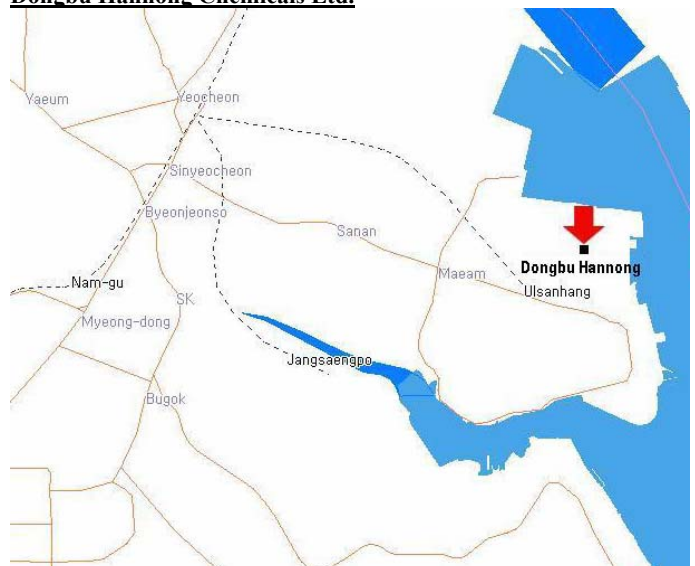 Dongbu Hannong Chemicals Ltd.
Yaeum
Yeocheon
Sinyeocheon
Byeonjeonso
Sanan
Maeam
Dongbu Hannong
Ulsanhang
Nam-gu
SK
Myeong-dong
Jangsaengpo
Bugok